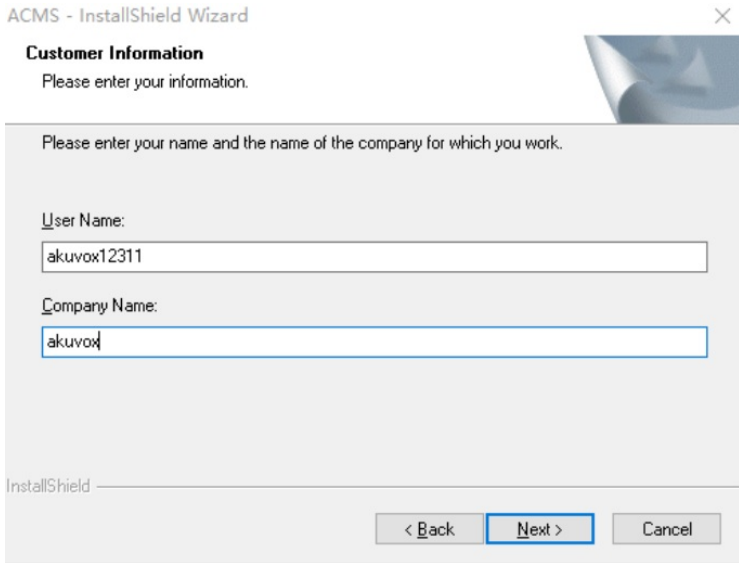 ACMS - InstallShield Wizard
Customer Information
Please enter your information.
Please enter your name and the name of the company for which you work.
User Name:
akuvox12311
Company Name:
akuvox
InstallShield
< Back Next > Cancel